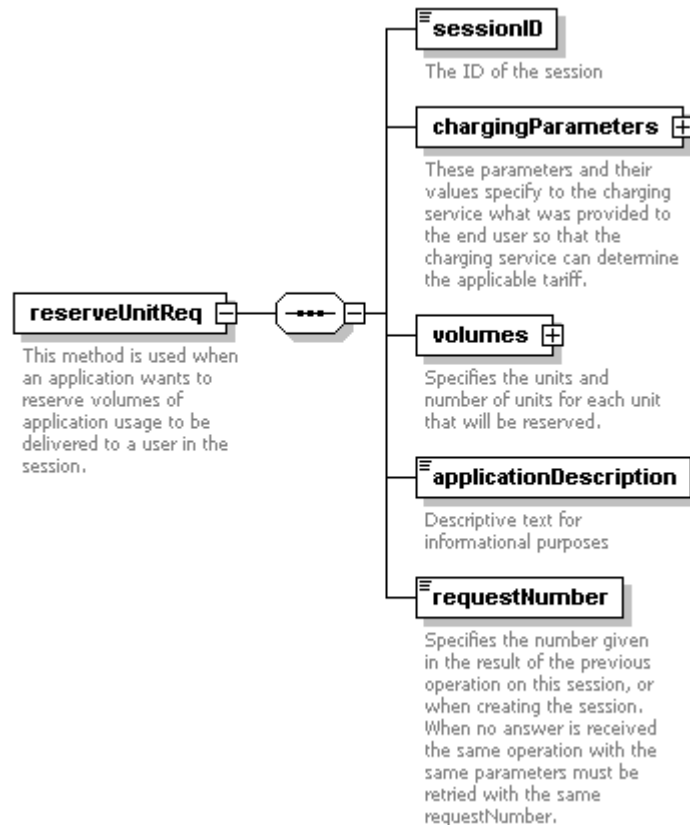 sessionID
The ID of the session
chargingParameters
These parameters and their
values specify to the charging
service what was provided to
the end user so that the
charging service can determine
the applicable tariff.
reserveUnitReq
This method is used when
an application wants to
reserve volumes of
application usage to be
delivered to a user in the
session.
volumes
Specifies the units and
number of units for each unit
that will be reserved.
applicationDescription
Descriptive text for
informational purposes
requestNumber
Specifies the number given
in the result of the previous
operation on this session, or
when creating the session.
When no answer is received
the same operation with the
same parameters must be
retried with the same
requestNumber.